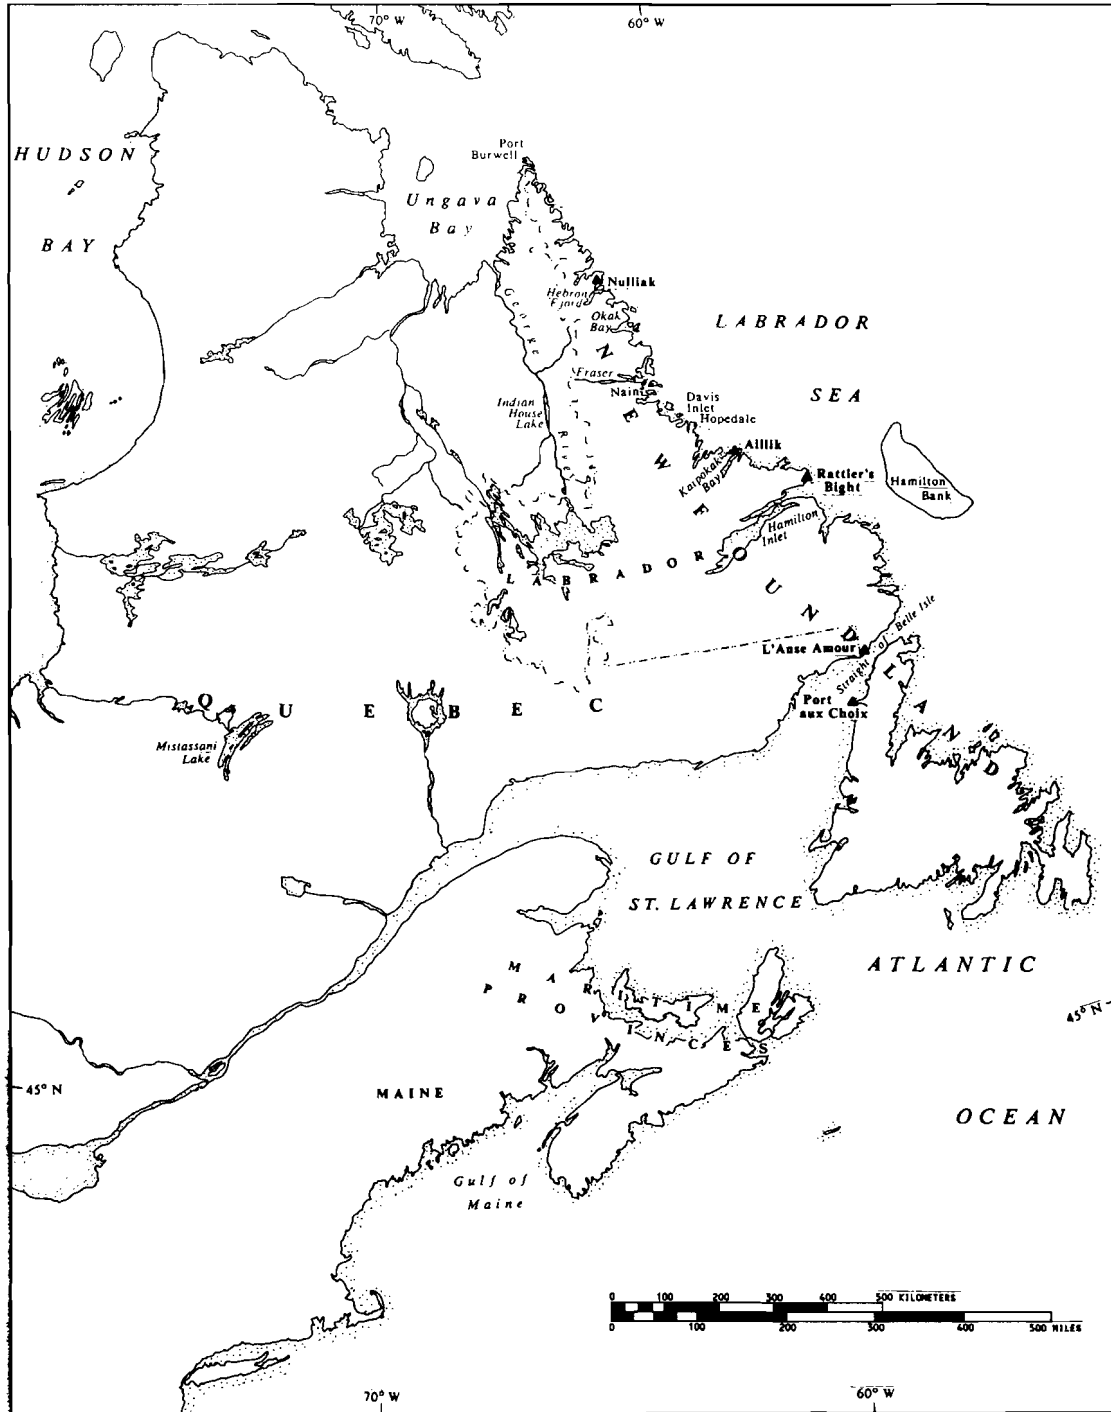 70° W
60° W
HUDSON
BAY
Port
Burwell
Ungava
Bay
Nulliak
Hebron
Fjord
Okak
Bay
George
River
LABRADOR
SEA
Fraser
Nain
Davis
Inlet
Hopedale
Indian
House
Lake
Aillik
Kaipokak
Bay
Rattler's
Bight
Hamilton
Bank
Hamilton
Inlet
NEWFOUNDLAND
LABRADOR
L'Anse Amour
Straight of Belle Isle
Port
aux Choix
QUEBEC
Mistassani
Lake
GULF OF
ST. LAWRENCE
ATLANTIC
OCEAN
MARITIME
PROVINCES
45° N
45° N
MAINE
Gulf of
Maine
0 100 200 300 400 500 KILOMETERS
0 100 200 300 400 500 MILES
70° W
60° W